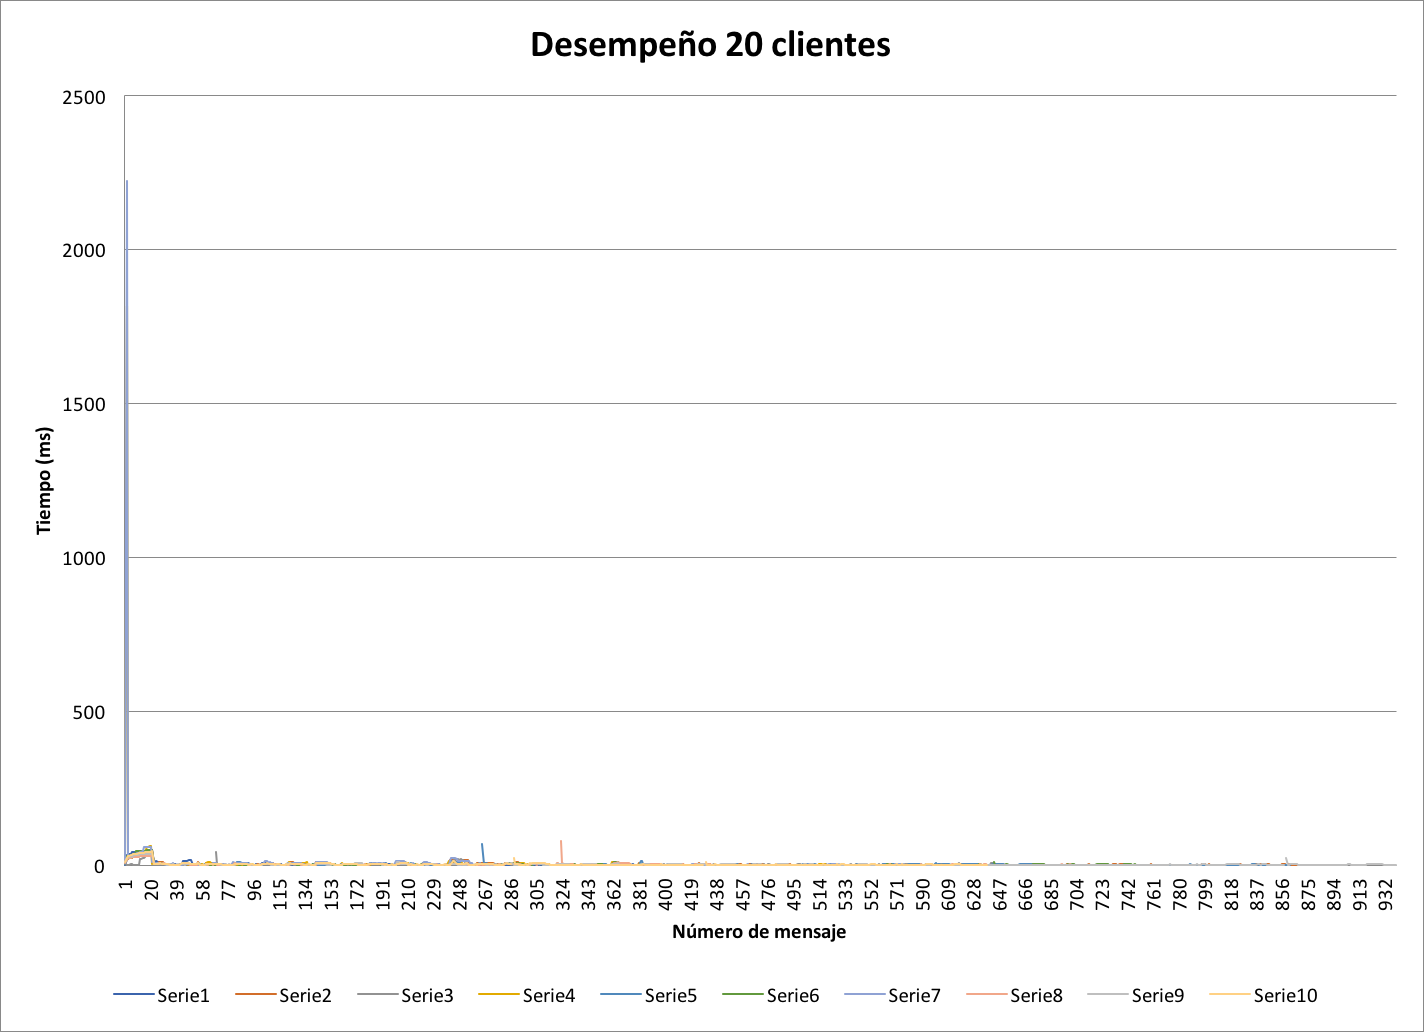 Desempeño 20 clientes
2500
2000
1500
1000
500
0
Tiempo (ms)
1 20 39 58 77 96 115 134 153 172 191 210 229 248 267 286 305 324 343 362 381 400 419 438 457 476 495 514 533 552 571 590 609 628 647 666 685 704 723 742 761 780 799 818 837 856 875 894 913 932
Número de mensaje
Serie1 Serie2 Serie3 Serie4 Serie5 Serie6 Serie7 Serie8 Serie9 Serie10